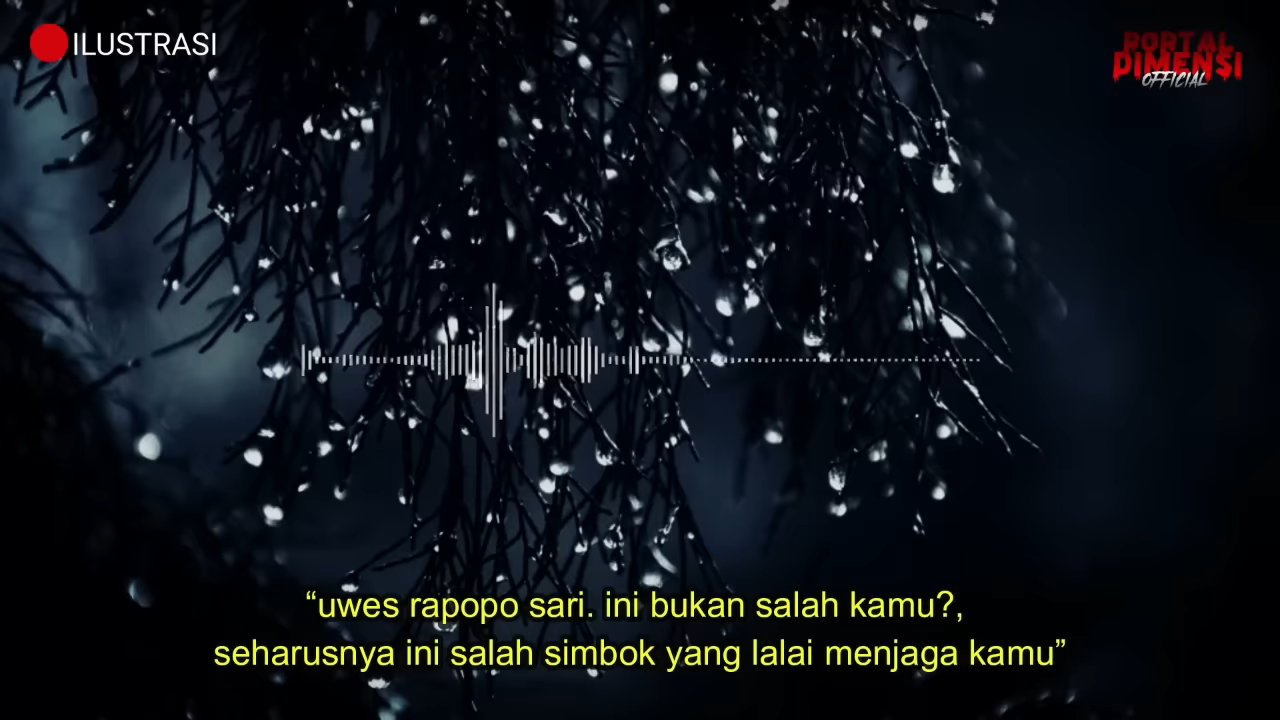 ILUSTRASI
PORTAL
DIMENSI
OFFICIAL
“uwes rapopo sari. ini bukan salah kamu?,
seharusnya ini salah simbok yang lalai menjaga kamu”